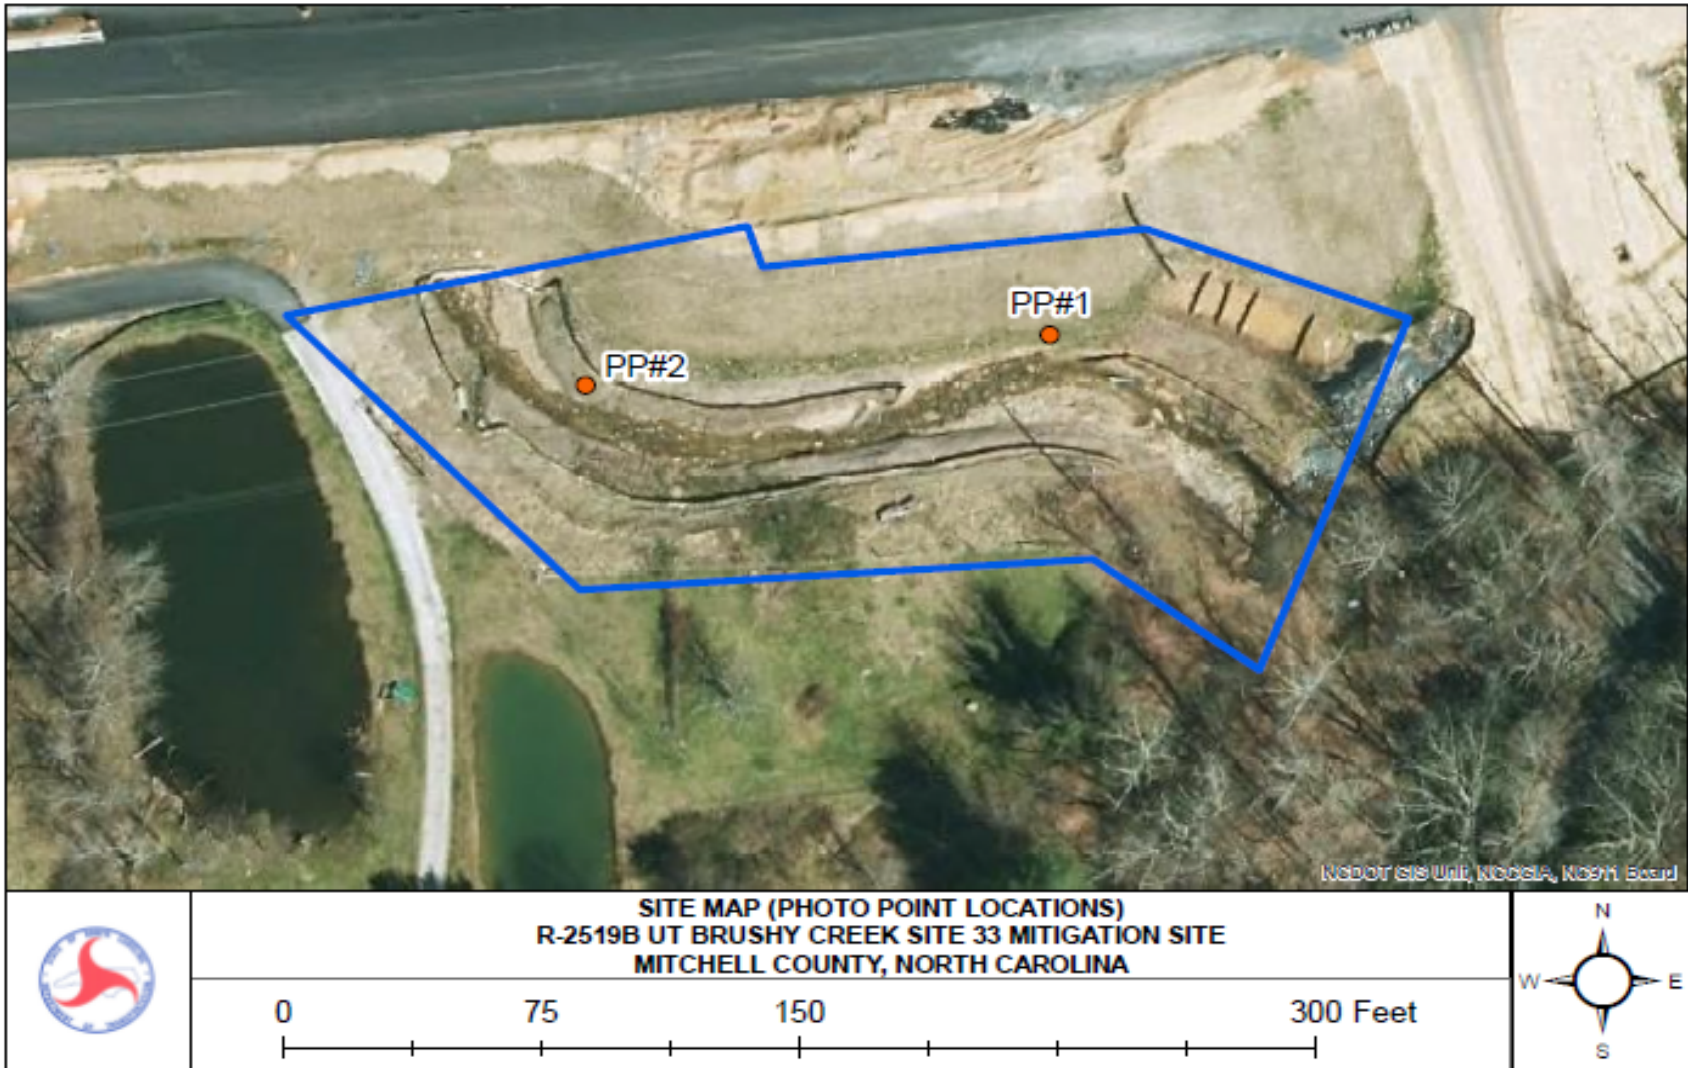 PP#1
PP#2
NCDOT GIS Unit, NCCGIA, NC911 Board
SITE MAP (PHOTO POINT LOCATIONS)
R-2519B UT BRUSHY CREEK SITE 33 MITIGATION SITE
MITCHELL COUNTY, NORTH CAROLINA
0 75 150 300 Feet
N
W E
S